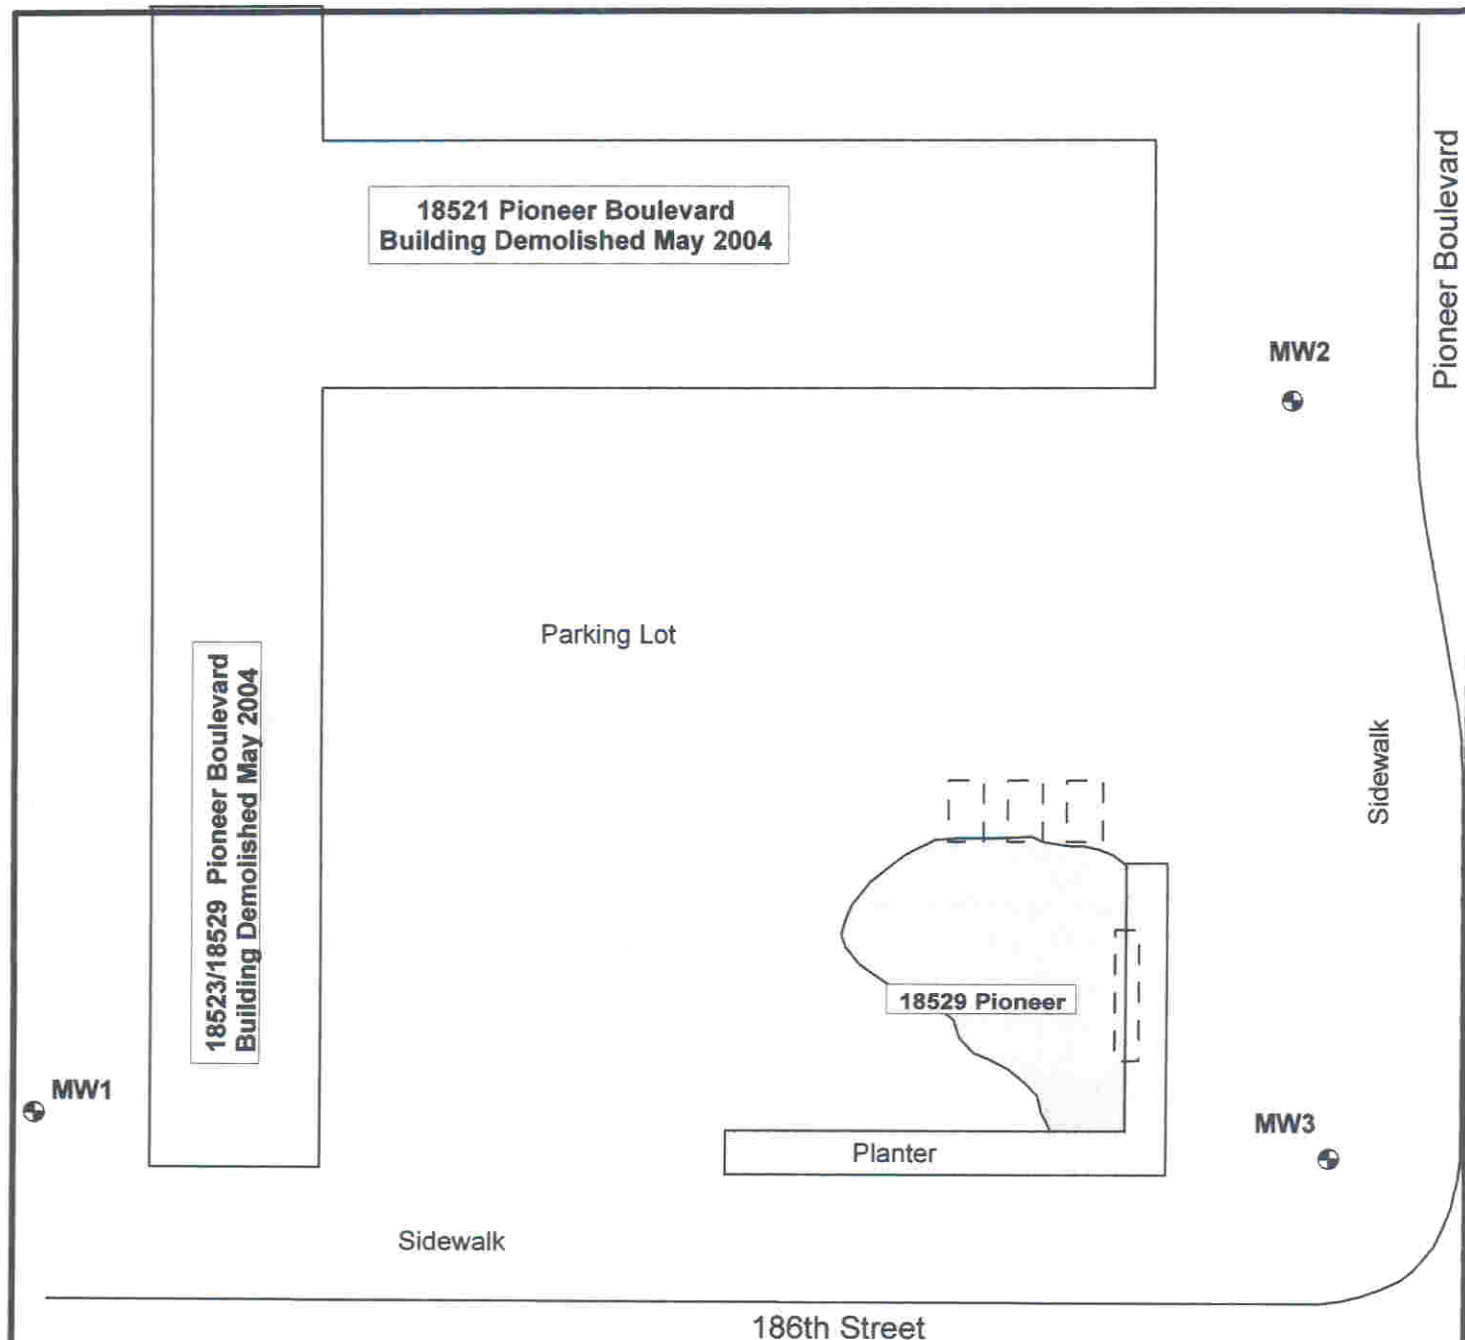 18521 Pioneer Boulevard
Building Demolished May 2004
Pioneer Boulevard
MW2
Parking Lot
18523/18529 Pioneer Boulevard
Building Demolished May 2004
Sidewalk
18529 Pioneer
MW1
MW3
Planter
Sidewalk
186th Street